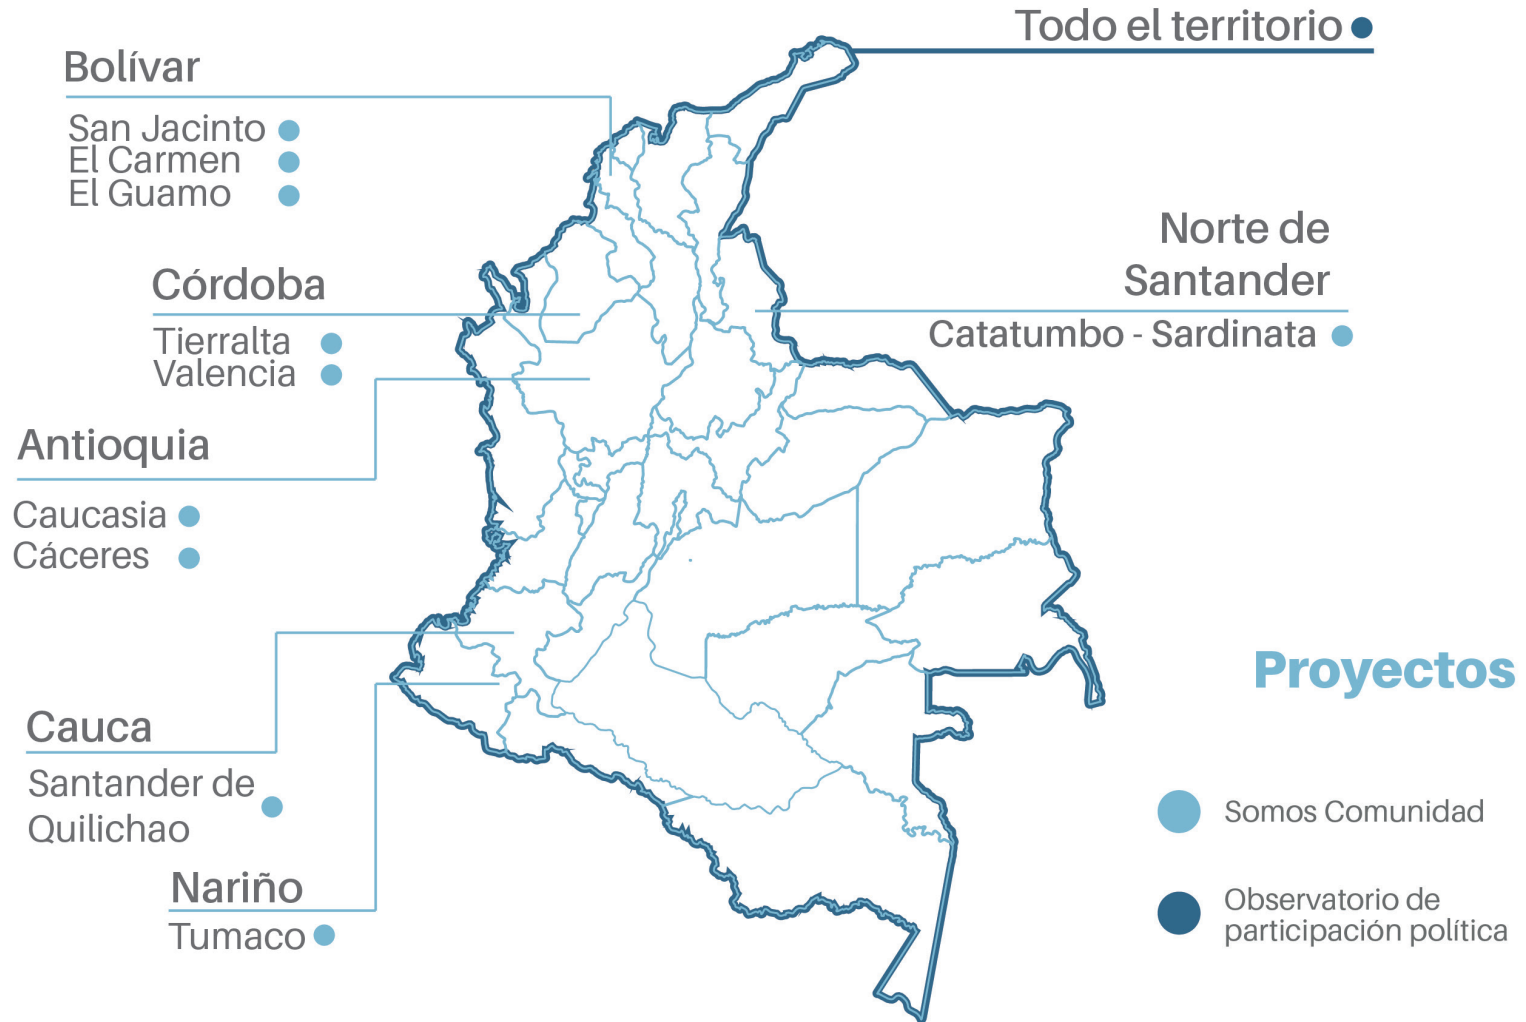 Todo el territorio
Bolívar
San Jacinto
El Carmen
El Guamo
Norte de
Santander
Catatumbo - Sardinata
Córdoba
Tierralta
Valencia
Antioquia
Caucasia
Cáceres
Cauca
Santander de
Quilichao
Nariño
Tumaco
Proyectos
Somos Comunidad
Observatorio de
participación política